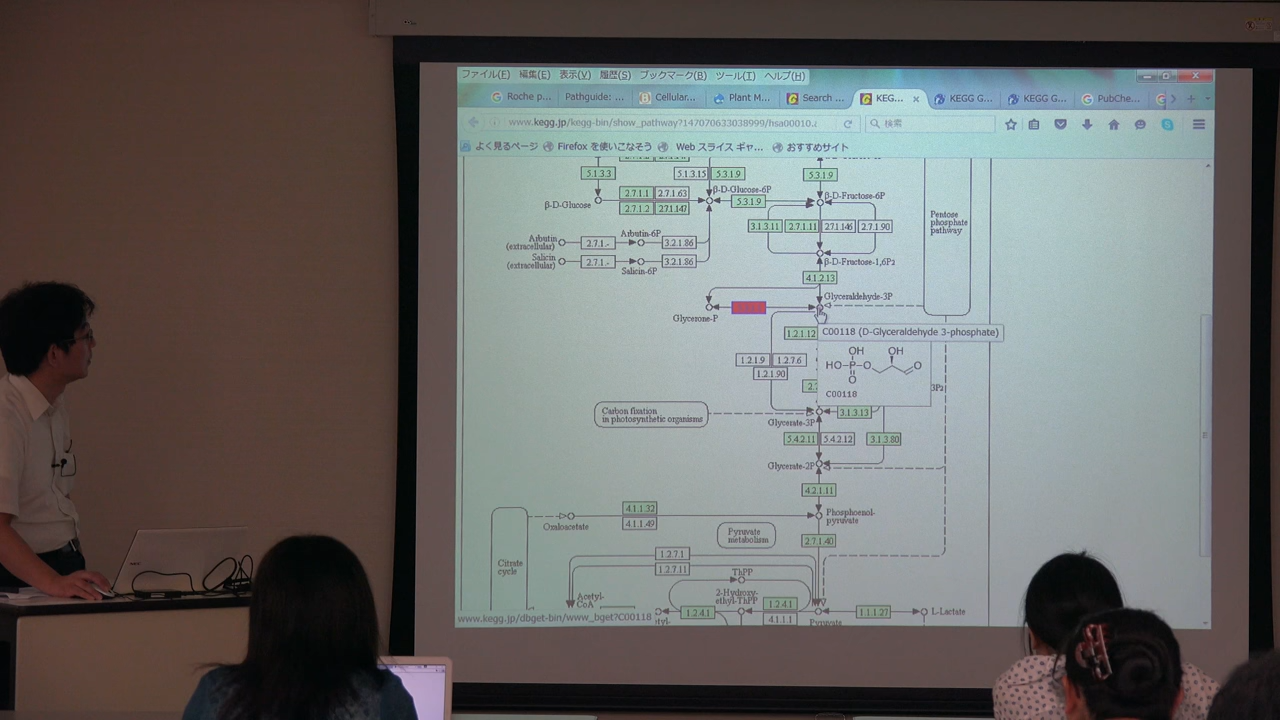 ファイル(F) 編集(E) 表示(V) 履歴(S) ブックマーク(B) ツール(T) ヘルプ(H)
Roche p... Pathguide: ... Cellular... Plant M... Search ... KEG... KEGG G... KEGG G... PubChe...
www.kegg.jp/kegg-bin/show_pathway?147070633038999/hsa00010.c
検索
よく見るページ Firefox を使いこなそう Web スライス ギャ... おすすめサイト
5.1.3.3 5.1.3.15 5.3.1.9 5.3.1.9
β-D-Glucose 2.7.1.1 2.7.1.63 β-D-Glucose-6P
2.7.1.2 2.7.1.147 5.3.1.9 β-D-Fructose-6P
Pentose
phosphate
pathway
3.1.3.11 2.7.1.11 2.7.1.146 2.7.1.90
Arbutin
(extracellular) 2.7.1.- Arbutin-6P 3.2.1.86
Salicin
(extracellular) 2.7.1.- Salicin-6P 3.2.1.86
β-D-Fructose-1,6P2
4.1.2.13
Glyceraldehyde-3P
Glycerone-P
C00118 (D-Glyceraldehyde 3-phosphate)
1.2.1.12
OH OH
HO P O O
O
C00118
1.2.1.9 1.2.7.6
1.2.1.90
Carbon fixation
in photosynthetic organisms
3.1.3.13
Glycerate-3P
5.4.2.11 5.4.2.12 3.1.3.80
Glycerate-2P
4.2.1.11
4.1.1.32
4.1.1.49
Oxaloacetate
Phosphoenol-
pyruvate
Pyruvate
metabolism
2.7.1.40
Citrate
cycle
1.2.7.1
1.2.7.11
ThPP
Acetyl-
CoA
2-Hydroxy-
ethyl-ThPP
1.2.4.1 1.2.4.1
4.1.1.1
Pyruvate
1.1.1.27
L-Lactate
www.kegg.jp/dbget-bin/www_bget?C00118